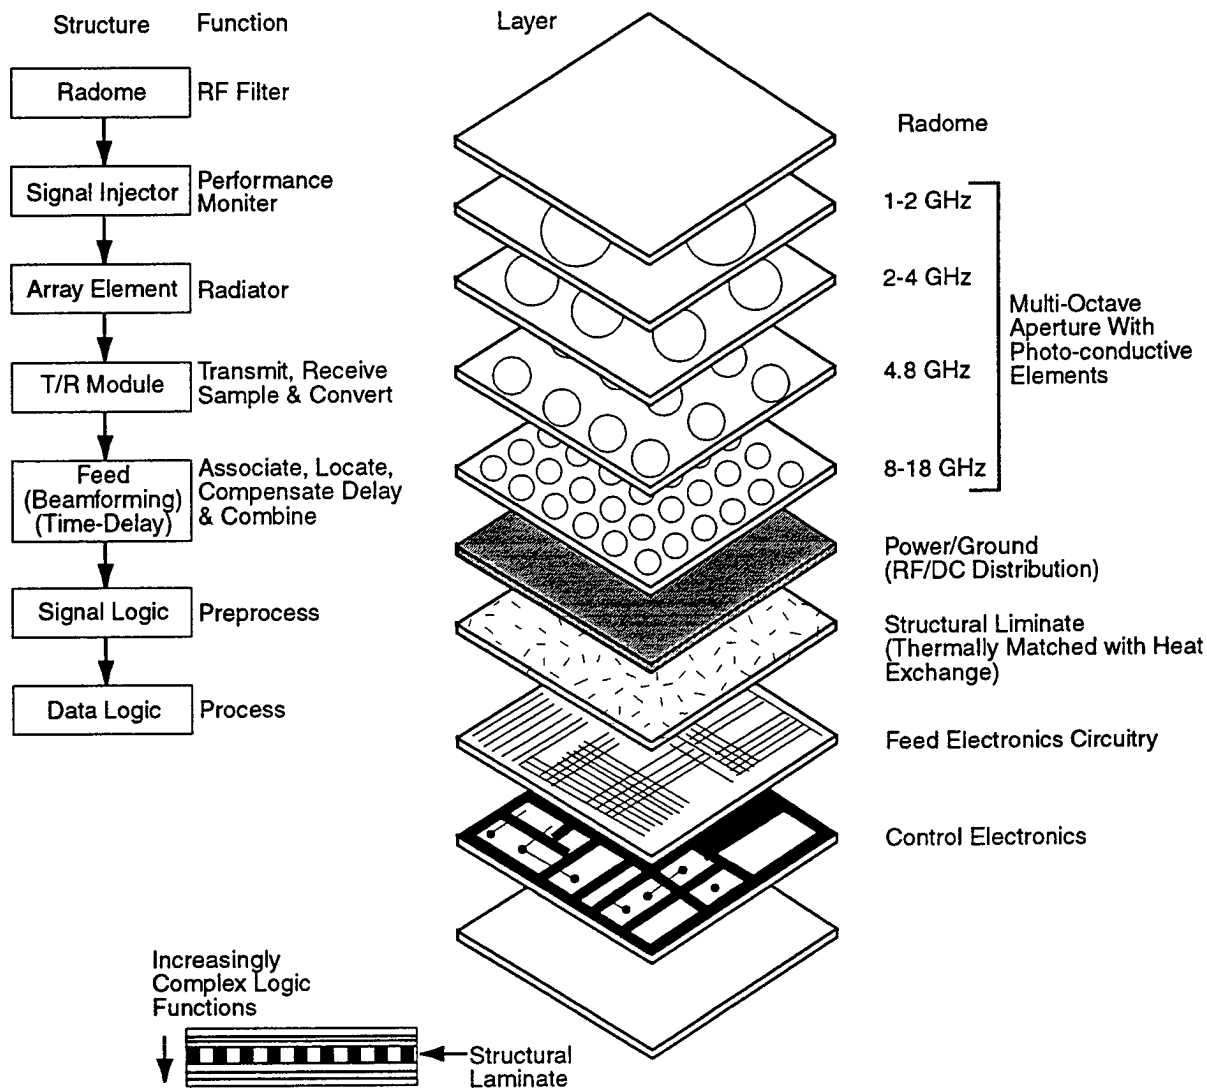 Structure
Function
Layer
Radome
RF Filter
Signal Injector
Performance
Moniter
Array Element
Radiator
T/R Module
Transmit, Receive
Sample & Convert
Feed
(Beamforming)
(Time-Delay)
Associate, Locate,
Compensate Delay
& Combine
Signal Logic
Preprocess
Data Logic
Process
Radome
1-2 GHz
2-4 GHz
4.8 GHz
8-18 GHz
Multi-Octave
Aperture With
Photo-conductive
Elements
Power/Ground
(RF/DC Distribution)
Structural Liminate
(Thermally Matched with Heat
Exchange)
Feed Electronics Circuitry
Control Electronics
Increasingly
Complex Logic
Functions
Structural
Laminate